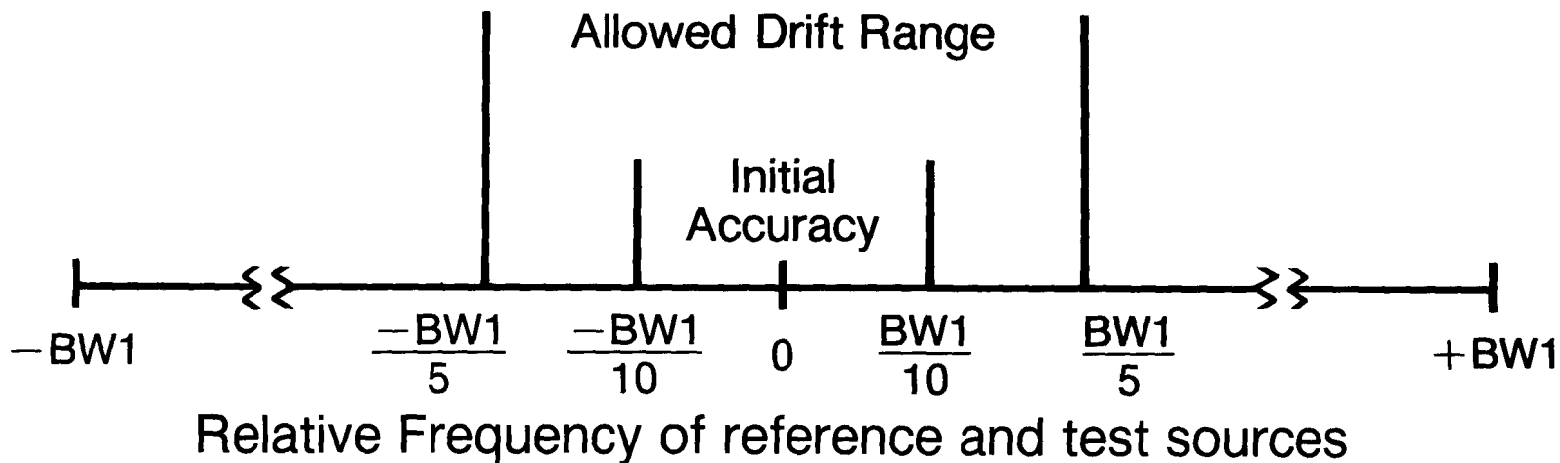 Allowed Drift Range
Initial
Accuracy
—BW1
—BW1
5
—BW1
10
0
BW1
10
BW1
5
+BW1
Relative Frequency of reference and test sources